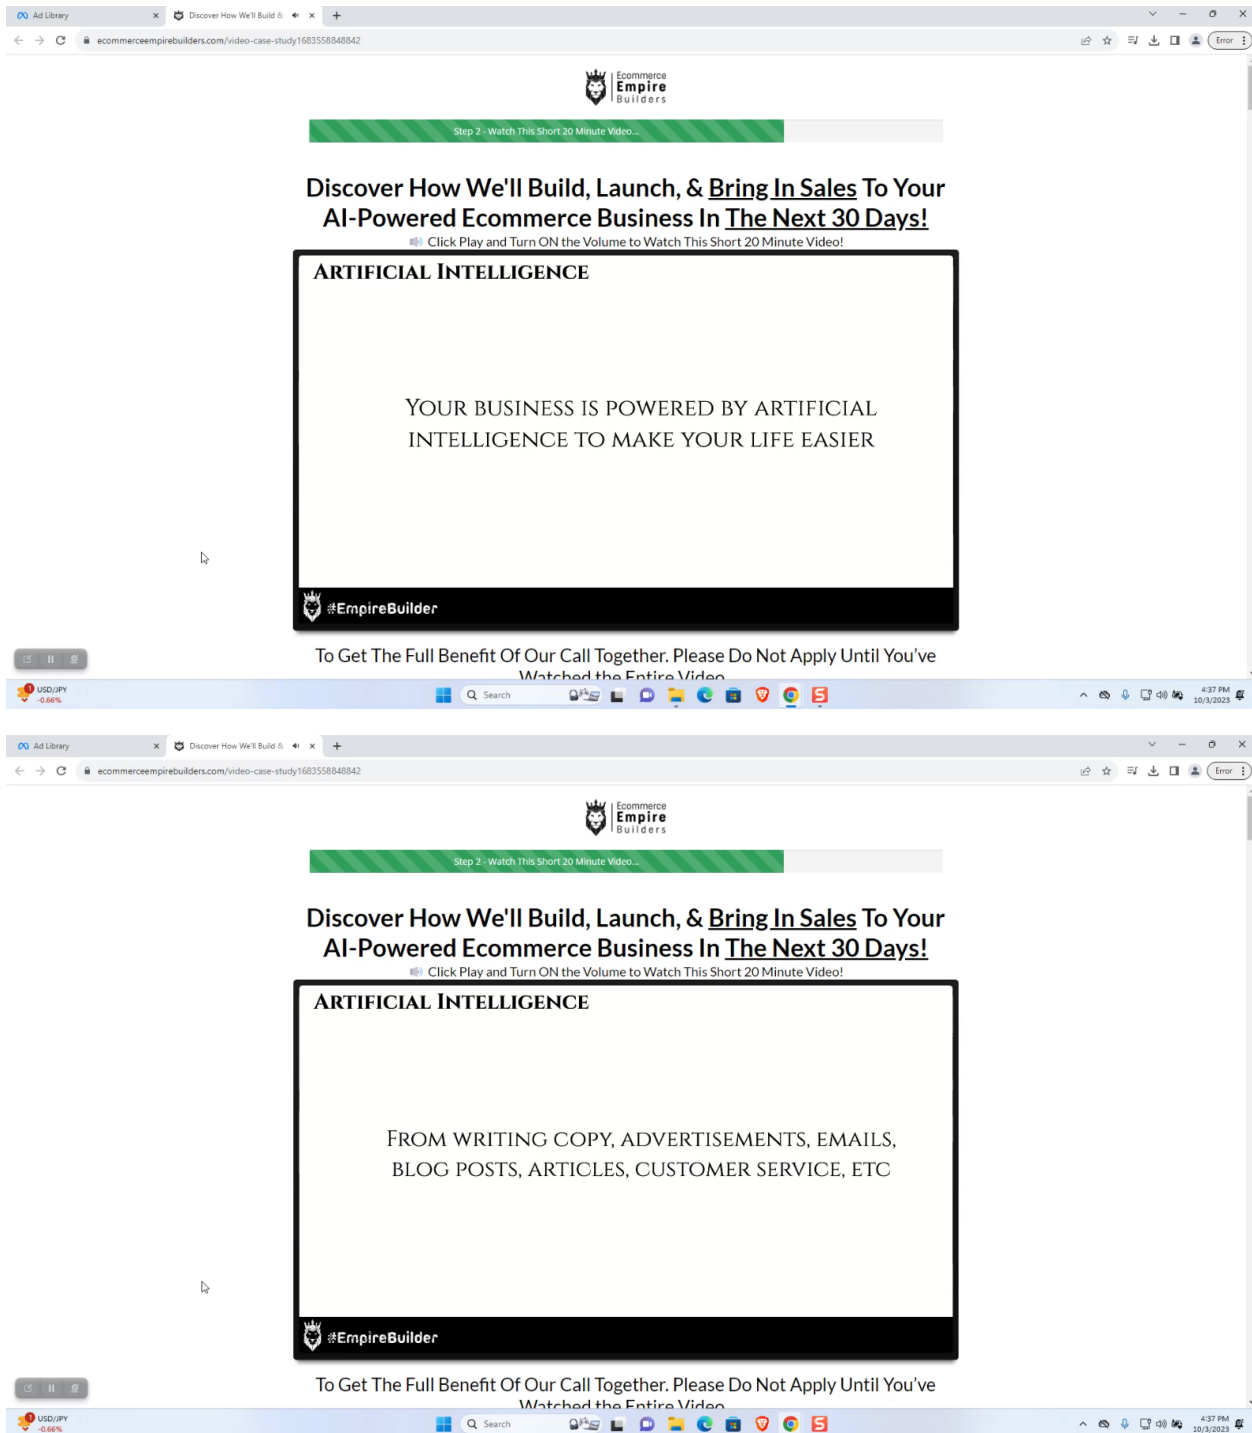 Ad Library
Discover How We'll Build &
ecommerceempirebuilders.com/video-case-study1683558848842
Error
Ecommerce
Empire
Builders
Step 2 - Watch This Short 20 Minute Video...
Discover How We'll Build, Launch, & Bring In Sales To Your
AI-Powered Ecommerce Business In The Next 30 Days!
Click Play and Turn ON the Volume to Watch This Short 20 Minute Video!
ARTIFICIAL INTELLIGENCE
YOUR BUSINESS IS POWERED BY ARTIFICIAL
INTELLIGENCE TO MAKE YOUR LIFE EASIER
#EmpireBuilder
To Get The Full Benefit Of Our Call Together. Please Do Not Apply Until You've
Watched the Entire Video
1
USD/JPY
-0.66%
Search
4:37 PM
10/3/2023
Ad Library
Discover How We'll Build &
ecommerceempirebuilders.com/video-case-study1683558848842
Error
Ecommerce
Empire
Builders
Step 2 - Watch This Short 20 Minute Video...
Discover How We'll Build, Launch, & Bring In Sales To Your
AI-Powered Ecommerce Business In The Next 30 Days!
Click Play and Turn ON the Volume to Watch This Short 20 Minute Video!
ARTIFICIAL INTELLIGENCE
FROM WRITING COPY, ADVERTISEMENTS, EMAILS,
BLOG POSTS, ARTICLES, CUSTOMER SERVICE, ETC
#EmpireBuilder
To Get The Full Benefit Of Our Call Together. Please Do Not Apply Until You've
Watched the Entire Video
1
USD/JPY
-0.66%
Search
4:37 PM
10/3/2023